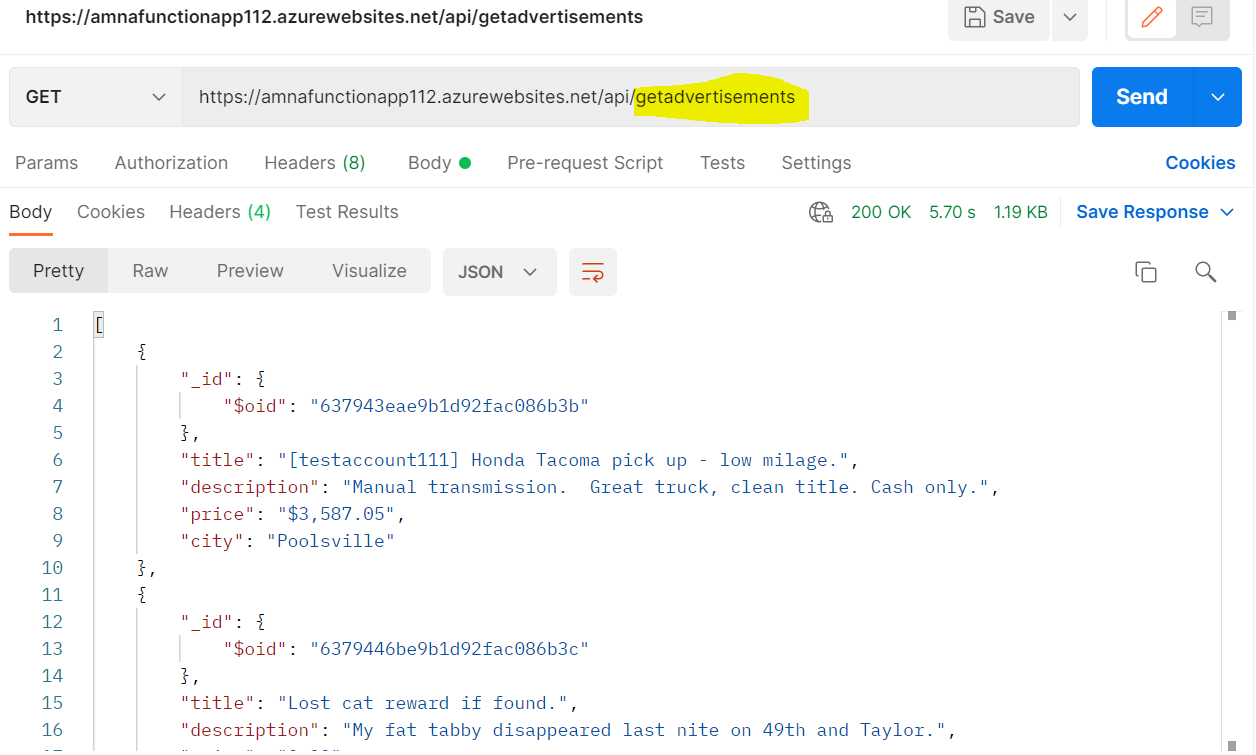 https://amnafunctionapp112.azurewebsites.net/api/getadvertisements
Save
GET
https://amnafunctionapp112.azurewebsites.net/api/getadvertisements
Send
Params Authorization Headers (8) Body Pre-request Script Tests Settings Cookies
Body Cookies Headers (4) Test Results 200 OK 5.70 s 1.19 KB Save Response
Pretty Raw Preview Visualize JSON
1 [
2 {
3 "_id": {
4 "$oid": "637943eae9b1d92fac086b3b"
5 },
6 "title": "[testaccount111] Honda Tacoma pick up - low milage.",
7 "description": "Manual transmission.  Great truck, clean title. Cash only.",
8 "price": "$3,587.05",
9 "city": "Poolsville"
10 },
11 {
12 "_id": {
13 "$oid": "6379446be9b1d92fac086b3c"
14 },
15 "title": "Lost cat reward if found.",
16 "description": "My fat tabby disappeared last nite on 49th and Taylor.",